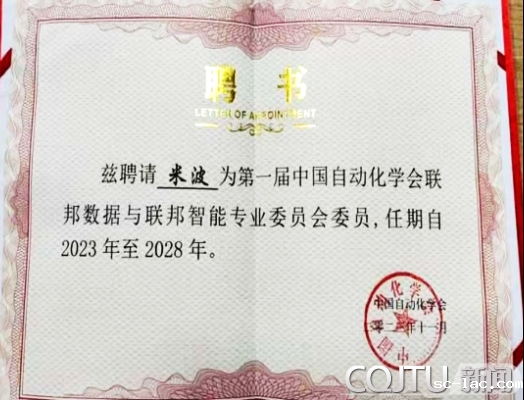 聘书
LETTER OF APPOINTMENT
兹聘请 米波 为第一届中国自动化学会联
邦数据与联邦智能专业委员会委员,任期自
2023年至2028年。
中国自动化学会
CQJTU 新闻
sc-lac.com